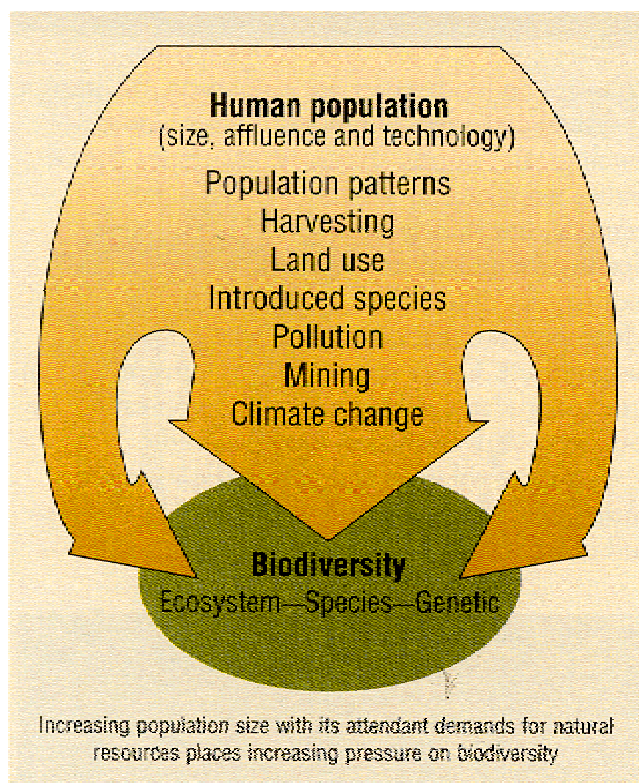 Human population
(size, affluence and technology)
Population patterns
Harvesting
Land use
Introduced species
Pollution
Mining
Climate change
Biodiversity
Ecosystem—Species—Genetic
Increasing population size with its attendant demands for natural
resources places increasing pressure on biodiversity